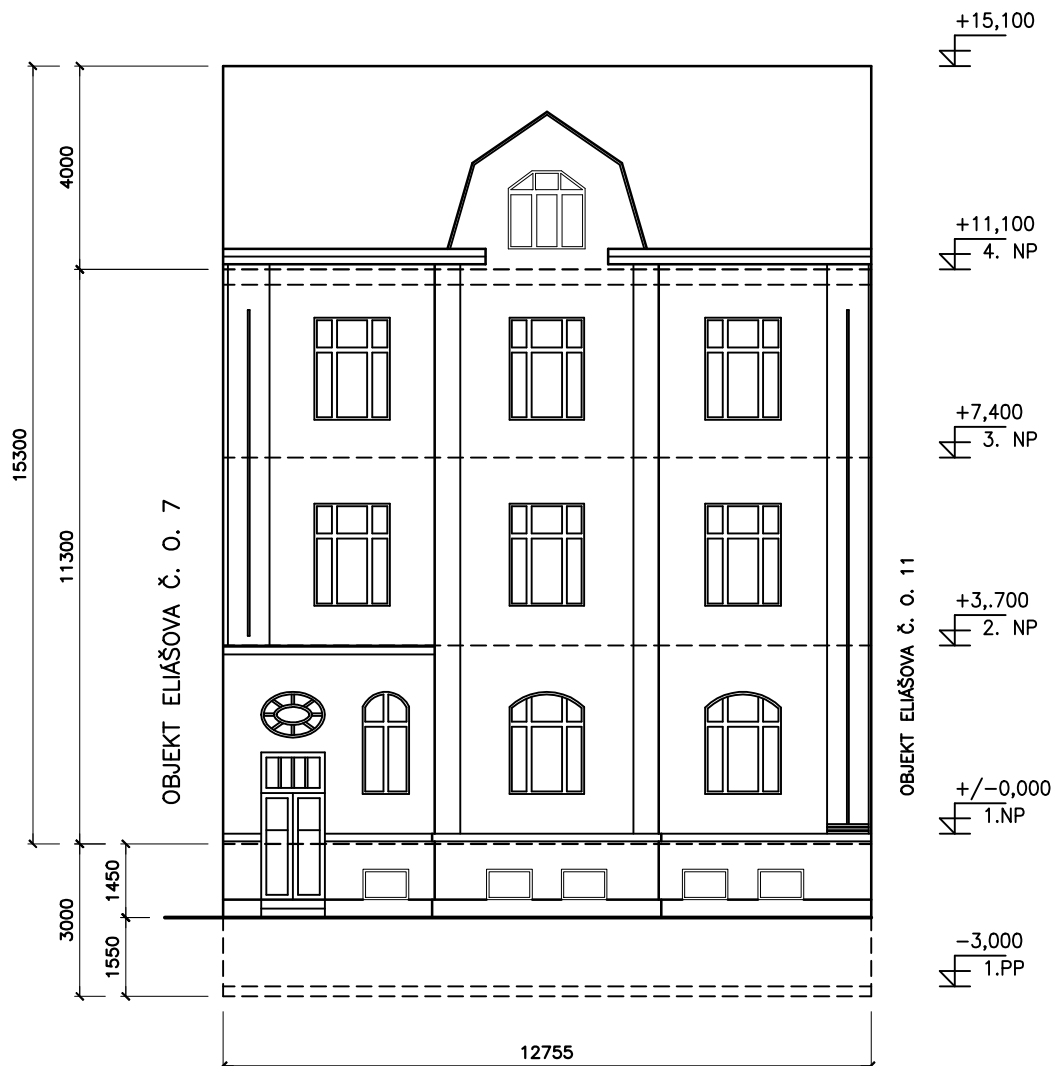 +15,100
4000
+11,100
4. NP
+7,400
3. NP
15300
11300
OBJEKT ELIÁŠOVA Č. O. 7
OBJEKT ELIÁŠOVA Č. O. 11
+3,.700
2. NP
+/-0,000
1.NP
1450
3000
1550
-3,000
1.PP
12755